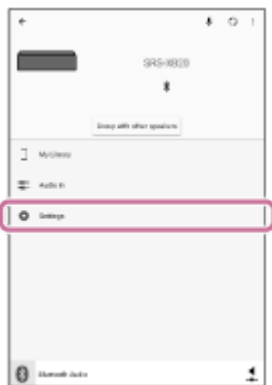 SRS-XB20
Group with other speakers
My Library
Audio in
Settings
Bluetooth Audio